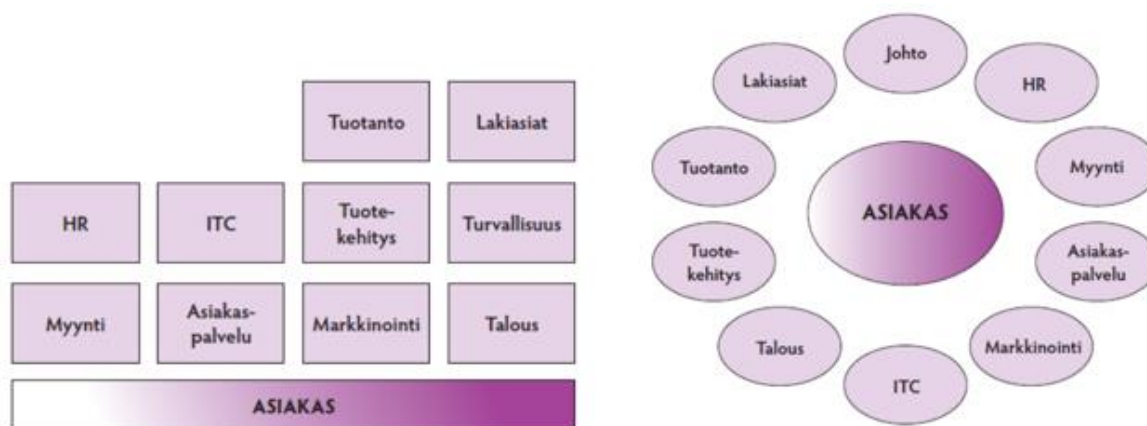 Tuotanto
Lakiasiat
HR
ITC
Tuote-
kehitys
Turvallisuus
Myynti
Asiakas-
palvelu
Markkinointi
Talous
ASIAKAS
Johto
Lakiasiat
HR
Tuotanto
Myynti
ASIAKAS
Tuote-
kehitys
Asiakas-
palvelu
Talous
Markkinointi
ITC